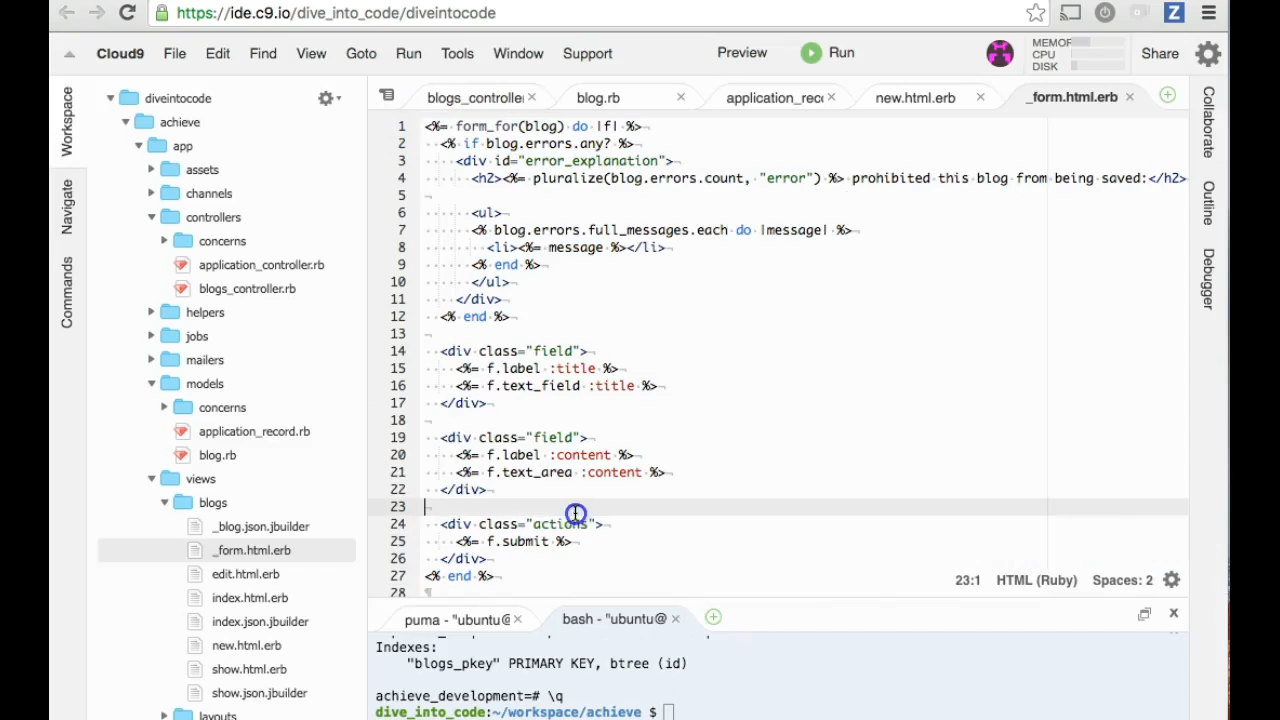 https://ide.c9.io/dive_into_code/diveintocode
Z
Cloud9 File Edit Find View Goto Run Tools Window Support Preview Run Share
MEMOR
CPU
DISK
Workspace
Navigate
Commands
diveintocode
achieve
app
assets
channels
controllers
concerns
application_controller.rb
blogs_controller.rb
helpers
jobs
mailers
models
concerns
application_record.rb
blog.rb
views
blogs
_blog.json.jbuilder
_form.html.erb
edit.html.erb
index.html.erb
index.json.jbuilder
new.html.erb
show.html.erb
show.json.jbuilder
layouts
blogs_controller blog.rb application_reco new.html.erb _form.html.erb
1 <%= form_for(blog) do |f| %>
2 <% if blog.errors.any? %>
3 <div id="error_explanation">
4 <h2><%= pluralize(blog.errors.count, "error") %> prohibited this blog from being saved:</h2>
5
6 <ul>
7 <% blog.errors.full_messages.each do |message| %>
8 <li><%= message %></li>
9 <% end %>
10 </ul>
11 </div>
12 <% end %>
13
14 <div class="field">
15 <%= f.label :title %>
16 <%= f.text_field :title %>
17 </div>
18
19 <div class="field">
20 <%= f.label :content %>
21 <%= f.text_area :content %>
22 </div>
23
24 <div class="actions">
25 <%= f.submit %>
26 </div>
27 <% end %>
28
23:1 HTML (Ruby) Spaces: 2
Collaborate
Outline
Debugger
puma - "ubuntu@ bash - "ubuntu@
Indexes:
"blogs_pkey" PRIMARY KEY, btree (id)
achieve_development=# \q
dive_into_code:~/workspace/achieve $